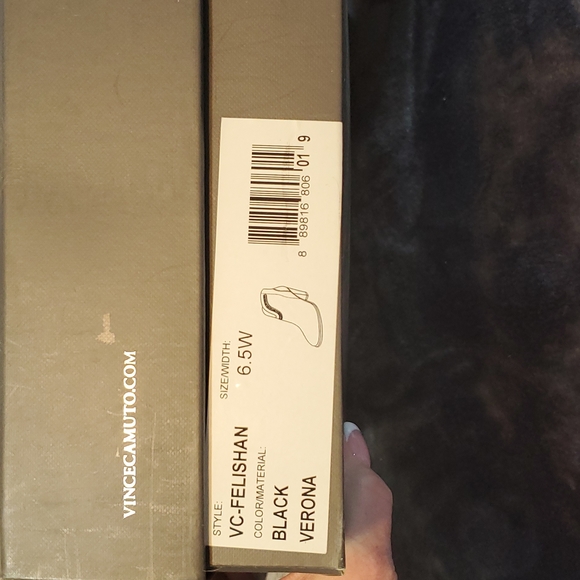 VINCECAMUTO.COM
STYLE:
VC-FELISHAN
COLOR/MATERIAL:
BLACK
VERONA
SIZE/WIDTH:
6.5W
8 89816 806 01 9